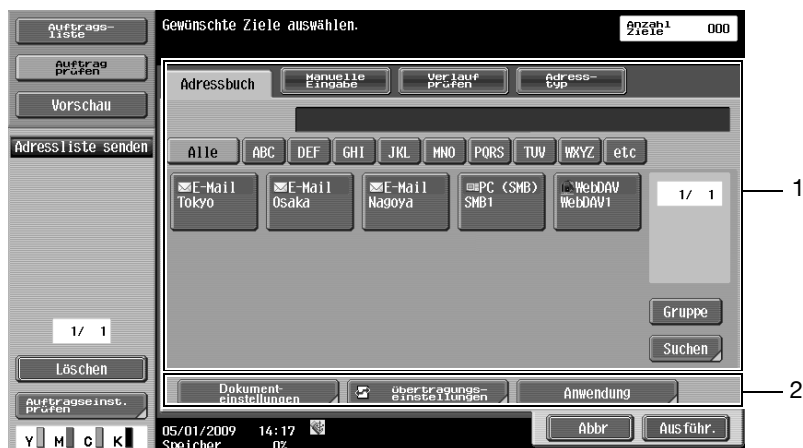 Auftrags-
liste
Auftrag
prüfen
Vorschau
Adressliste senden
1/ 1
Löschen
Auftragseinst.
prüfen
Y M C K
Gewünschte Ziele auswählen.
Anzahl
Ziele
000
Adressbuch
Manuelle
Eingabe
Verlauf
prüfen
Adress-
typ
Alle ABC DEF GHI JKL MNO PQRS TUV WXYZ etc
E-Mail
Tokyo
E-Mail
Osaka
E-Mail
Nagoya
PC (SMB)
SMB1
WebDAV
WebDAV1
1/ 1
Gruppe
Suchen
Dokument-
einstellungen
übertragungs-
einstellungen
Anwendung
05/01/2009 14:17
Speicher 0%
Abbr
Ausführ.
1
2